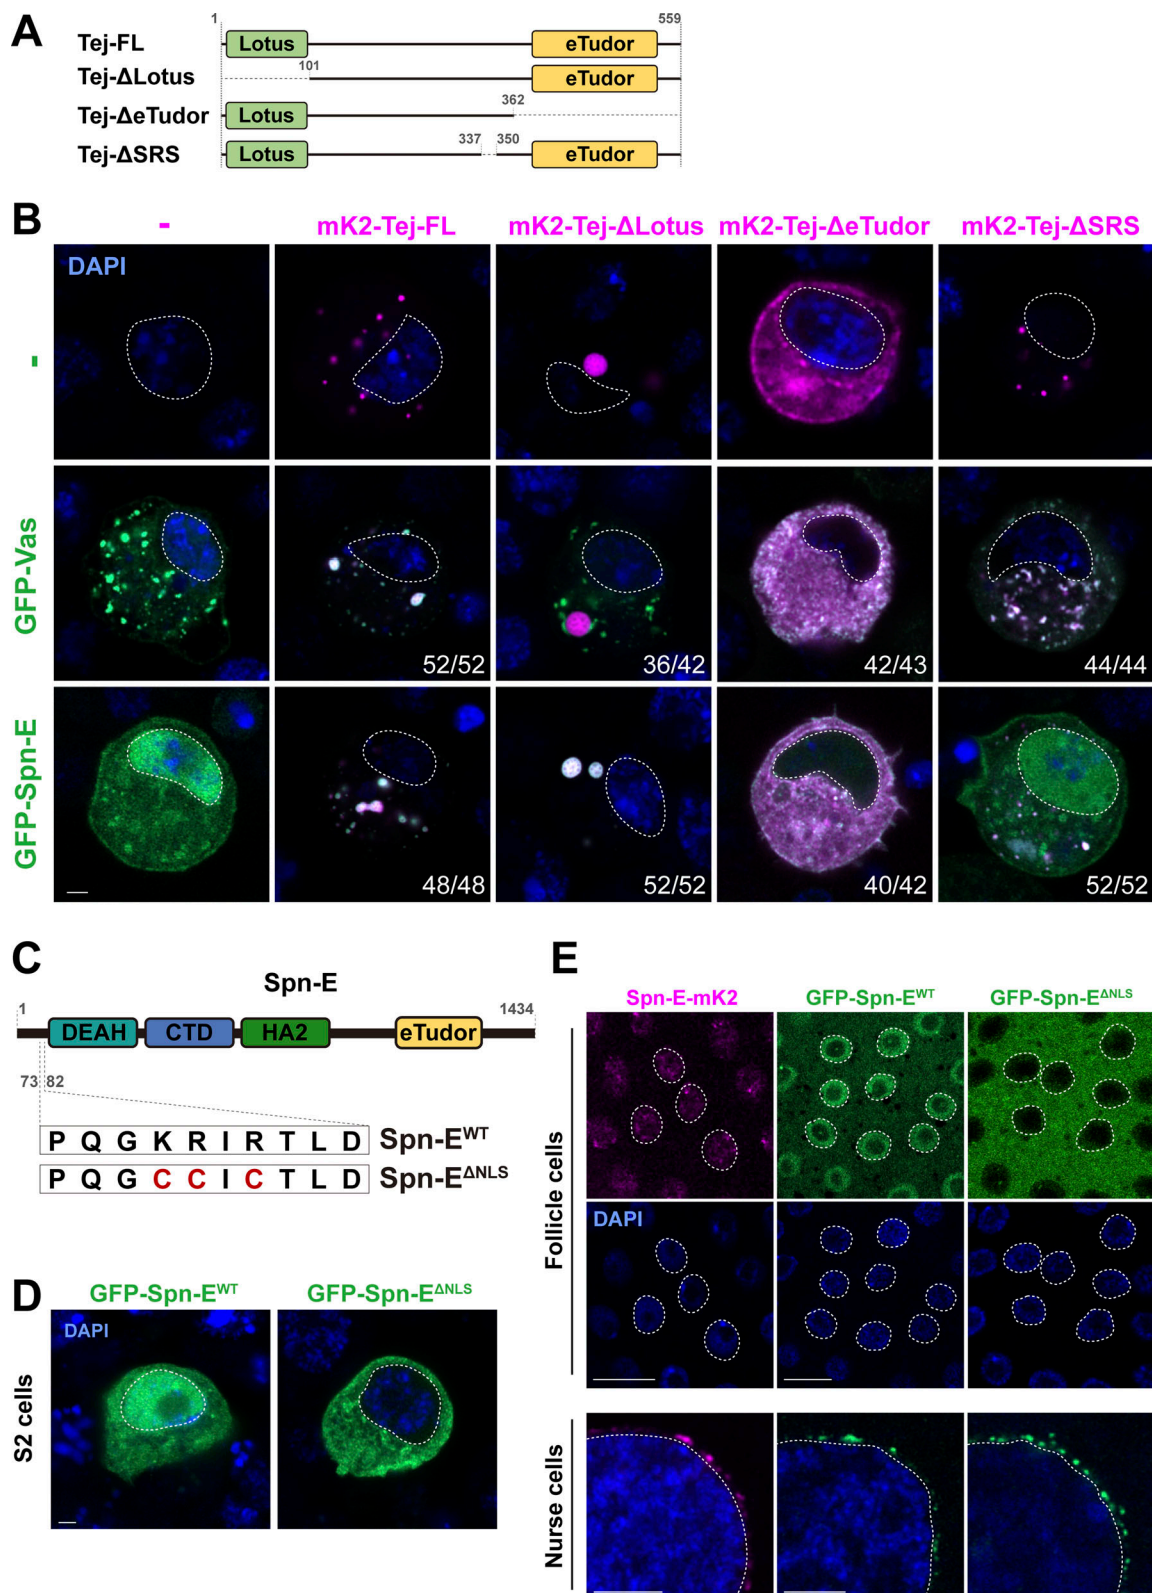 A
1 559
Tej-FL Lotus eTudor
101
Tej-ΔLotus eTudor
362
Tej-ΔeTudor Lotus
337 350
Tej-ΔSRS Lotus eTudor
B
- mK2-Tej-FL mK2-Tej-ΔLotus mK2-Tej-ΔeTudor mK2-Tej-ΔSRS
DAPI
-
GFP-Vas
52/52 36/42 42/43 44/44
GFP-Spn-E
48/48 52/52 40/42 52/52
C
Spn-E
1 1434
DEAH CTD HA2 eTudor
73 82
P Q G K R I R T L D Spn-E^WT
P Q G C C I C T L D Spn-E^ΔNLS
D
GFP-Spn-E^WT GFP-Spn-E^ΔNLS
DAPI
S2 cells
E
Spn-E-mK2 GFP-Spn-E^WT GFP-Spn-E^ΔNLS
Follicle cells
DAPI
Nurse cells